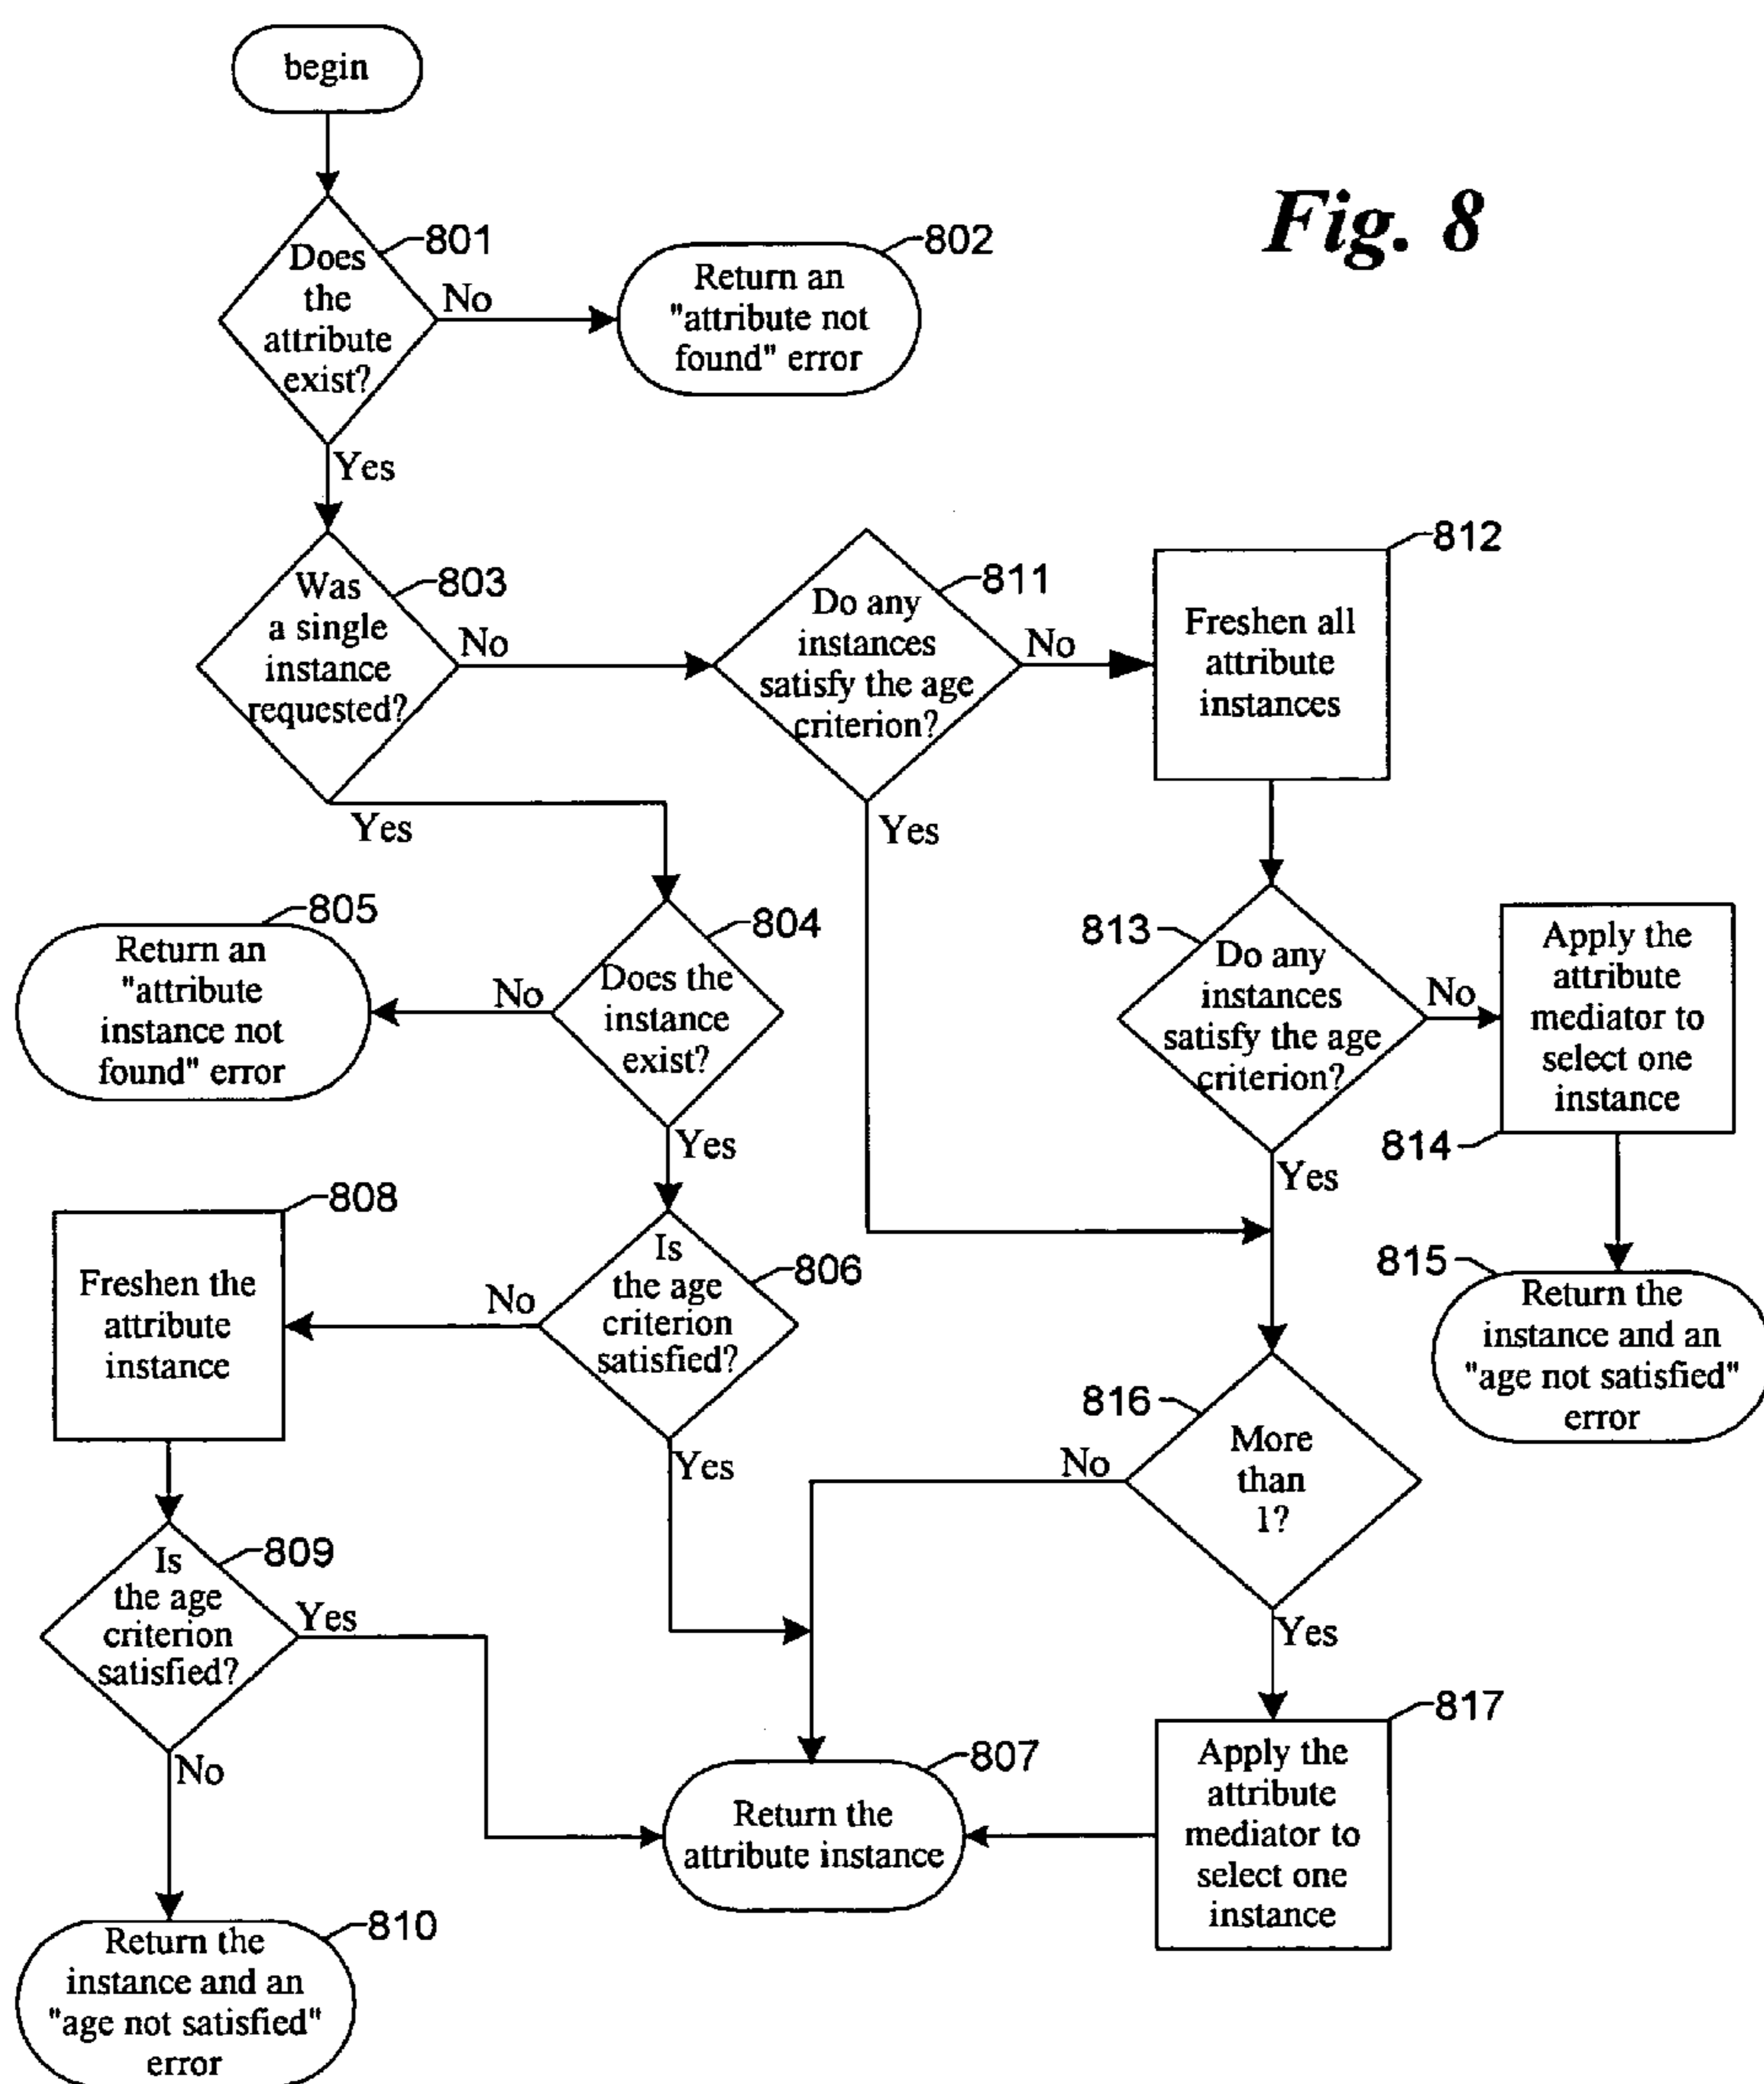 begin
Fig. 8
801
Does
the
attribute
exist?
No
Yes
802
Return an
"attribute not
found" error
803
Was
a single
instance
requested?
No
Yes
811
Do any
instances
satisfy the age
criterion?
No
Yes
812
Freshen all
attribute
instances
805
Return an
"attribute
instance not
found" error
804
Does the
instance
exist?
No
Yes
813
Do any
instances
satisfy the age
criterion?
No
Yes
Apply the
attribute
mediator to
select one
instance
814
808
Freshen the
attribute
instance
806
Is
the age
criterion
satisfied?
No
Yes
815
Return the
instance and an
"age not satisfied"
error
816
More
than
1?
No
Yes
809
Is
the age
criterion
satisfied?
Yes
No
807
Return the
attribute instance
817
Apply the
attribute
mediator to
select one
instance
810
Return the
instance and an
"age not satisfied"
error